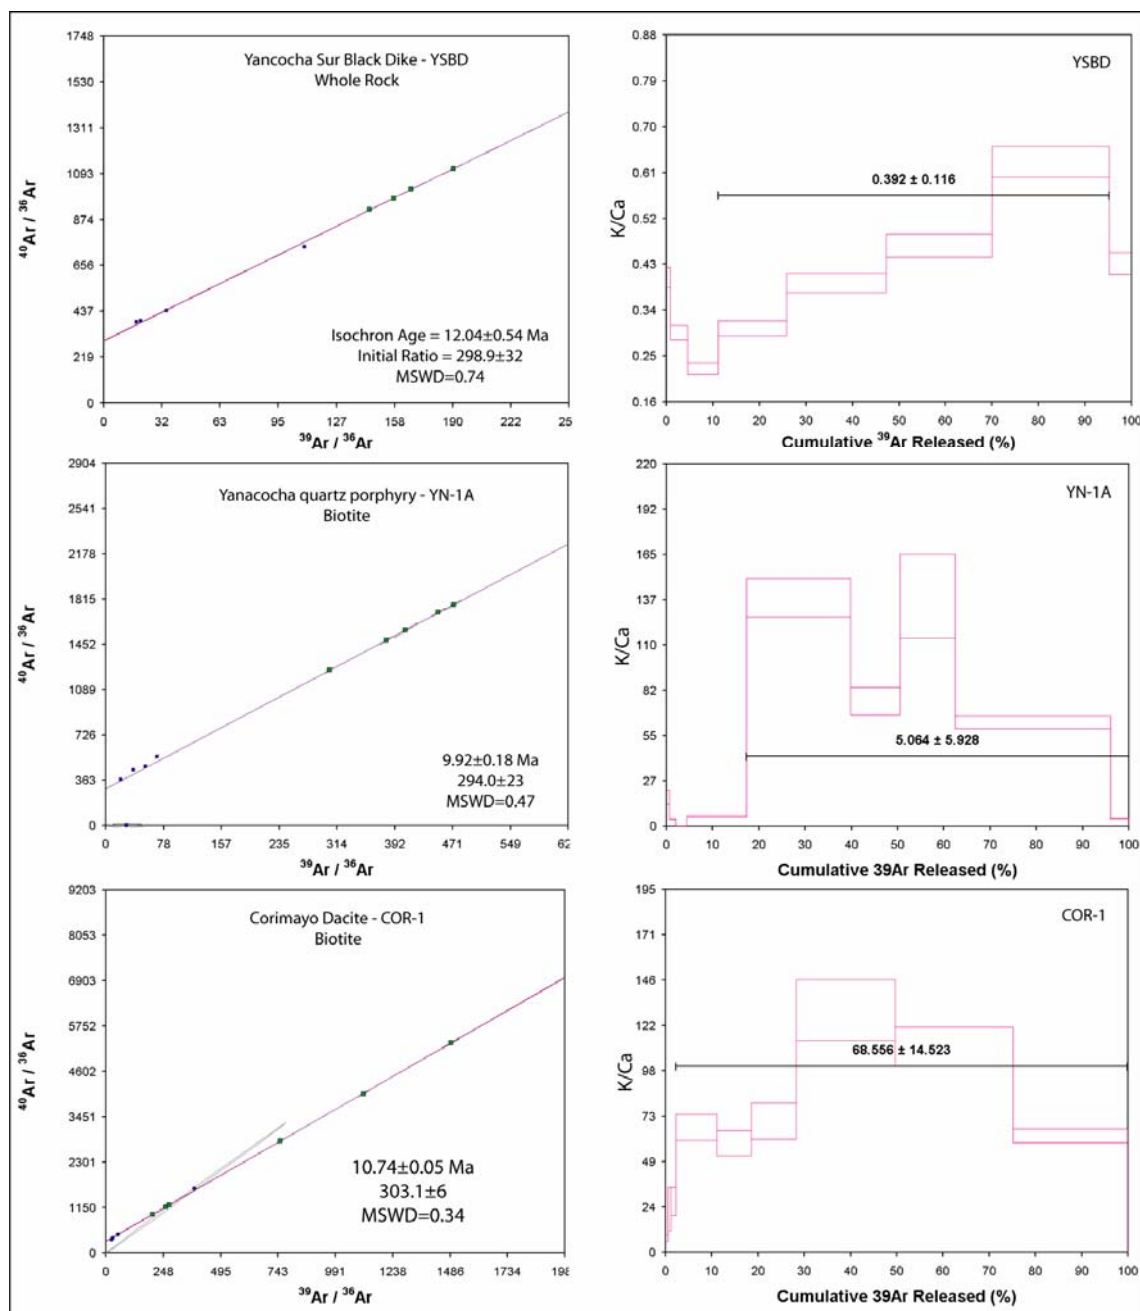 1748
1530
1311
1093
874
656
437
219
0
⁴⁰Ar / ³⁶Ar
Yancocha Sur Black Dike - YSBD
Whole Rock
Isochron Age = 12.04±0.54 Ma
Initial Ratio = 298.9±32
MSWD=0.74
0 32 63 95 127 158 190 222 25
³⁹Ar / ³⁶Ar
0.88
0.79
0.70
0.61
0.52
0.43
0.34
0.25
0.16
K/Ca
YSBD
0.392 ± 0.116
0 10 20 30 40 50 60 70 80 90 100
Cumulative ³⁹Ar Released (%)
2904
2541
2178
1815
1452
1089
726
363
0
⁴⁰Ar / ³⁶Ar
Yanacocha quartz porphyry - YN-1A
Biotite
9.92±0.18 Ma
294.0±23
MSWD=0.47
0 78 157 235 314 392 471 549 62
³⁹Ar / ³⁶Ar
220
192
165
137
110
82
55
27
0
K/Ca
YN-1A
5.064 ± 5.928
0 10 20 30 40 50 60 70 80 90 100
Cumulative 39Ar Released (%)
9203
8053
6903
5752
4602
3451
2301
1150
0
⁴⁰Ar / ³⁶Ar
Corimayo Dacite - COR-1
Biotite
10.74±0.05 Ma
303.1±6
MSWD=0.34
0 248 495 743 991 1238 1486 1734 198
³⁹Ar / ³⁶Ar
195
171
146
122
98
73
49
24
0
K/Ca
COR-1
68.556 ± 14.523
0 10 20 30 40 50 60 70 80 90 100
Cumulative 39Ar Released (%)